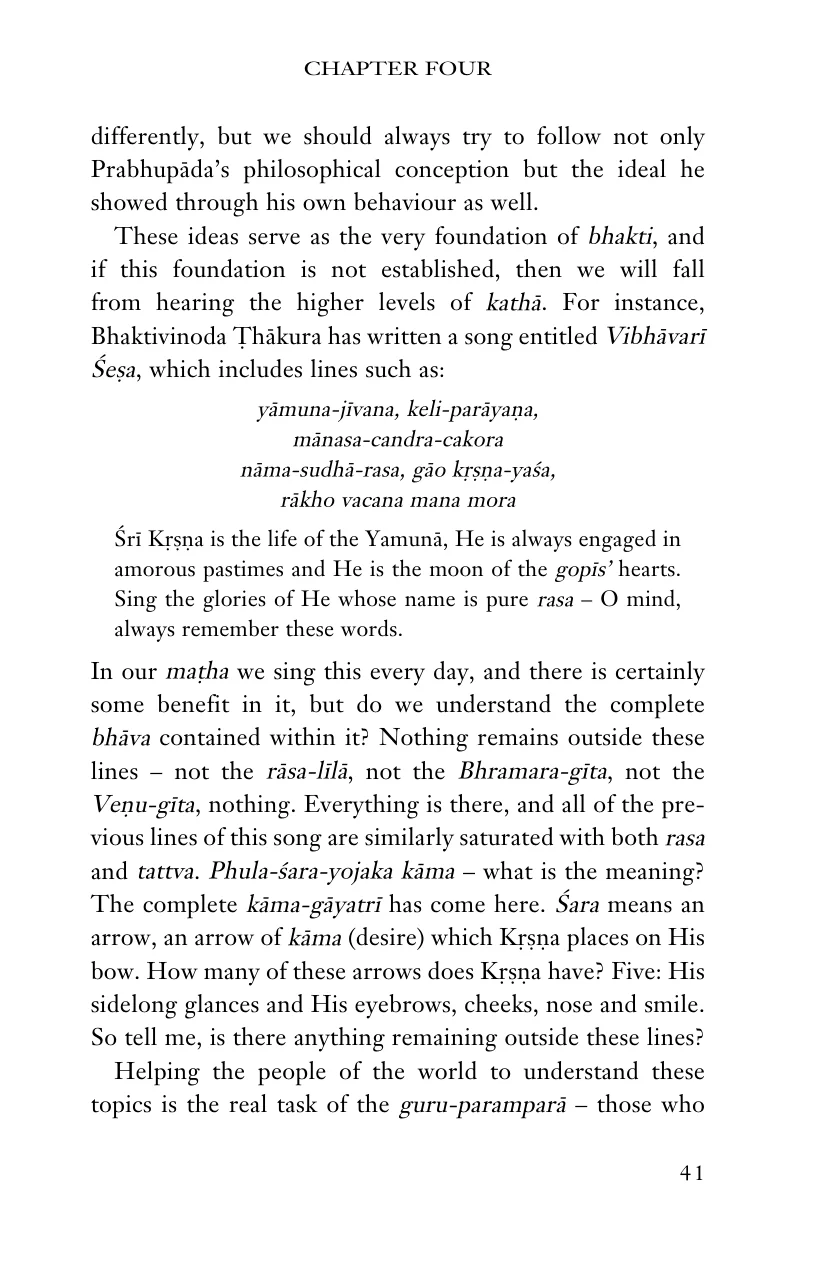 CHAPTER FOUR
differently, but we should always try to follow not only
Prabhupāda’s philosophical conception but the ideal he
showed through his own behaviour as well.
These ideas serve as the very foundation of bhakti, and
if this foundation is not established, then we will fall
from hearing the higher levels of kathā. For instance,
Bhaktivinoda Ṭhākura has written a song entitled Vibhāvarī
Śeṣa, which includes lines such as:
yāmuna-jīvana, keli-parāyaṇa,
mānasa-candra-cakora
nāma-sudhā-rasa, gāo kṛṣṇa-yaśa,
rākho vacana mana mora
Śrī Kṛṣṇa is the life of the Yamunā, He is always engaged in
amorous pastimes and He is the moon of the gopīs’ hearts.
Sing the glories of He whose name is pure rasa – O mind,
always remember these words.
In our maṭha we sing this every day, and there is certainly
some benefit in it, but do we understand the complete
bhāva contained within it? Nothing remains outside these
lines – not the rāsa-līlā, not the Bhramara-gīta, not the
Veṇu-gīta, nothing. Everything is there, and all of the pre-
vious lines of this song are similarly saturated with both rasa
and tattva. Phula-śara-yojaka kāma – what is the meaning?
The complete kāma-gāyatrī has come here. Śara means an
arrow, an arrow of kāma (desire) which Kṛṣṇa places on His
bow. How many of these arrows does Kṛṣṇa have? Five: His
sidelong glances and His eyebrows, cheeks, nose and smile.
So tell me, is there anything remaining outside these lines?
Helping the people of the world to understand these
topics is the real task of the guru-paramparā – those who
41